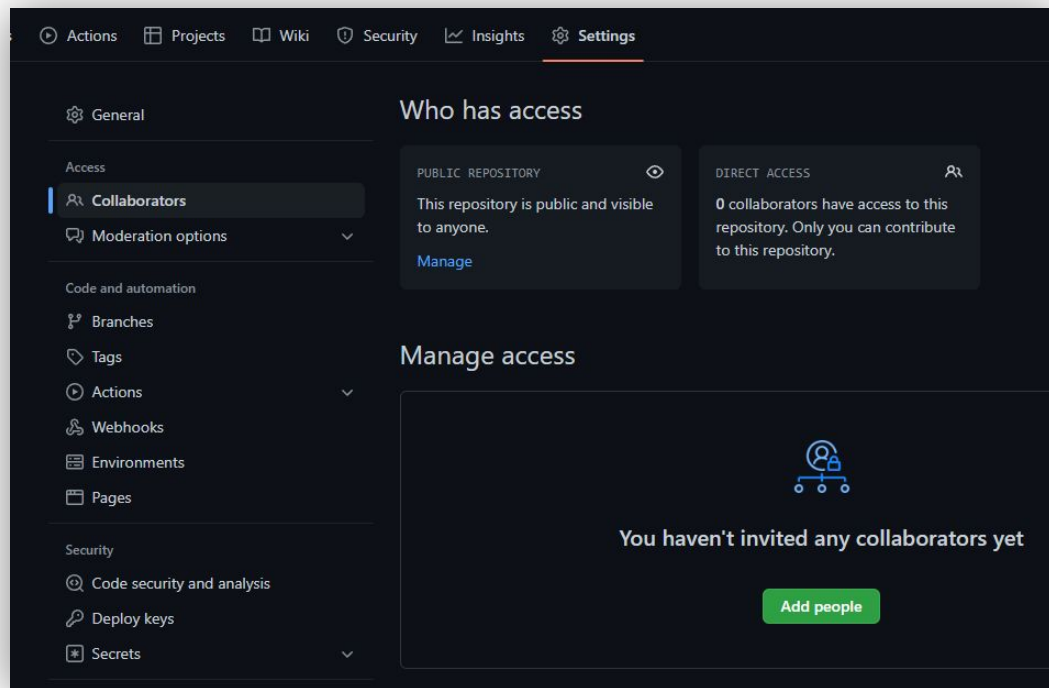 Actions Projects Wiki Security Insights Settings
General
Access
Collaborators
Moderation options
Code and automation
Branches
Tags
Actions
Webhooks
Environments
Pages
Security
Code security and analysis
Deploy keys
Secrets
Who has access
PUBLIC REPOSITORY
This repository is public and visible
to anyone.
Manage
DIRECT ACCESS
0 collaborators have access to this
repository. Only you can contribute
to this repository.
Manage access
You haven't invited any collaborators yet
Add people